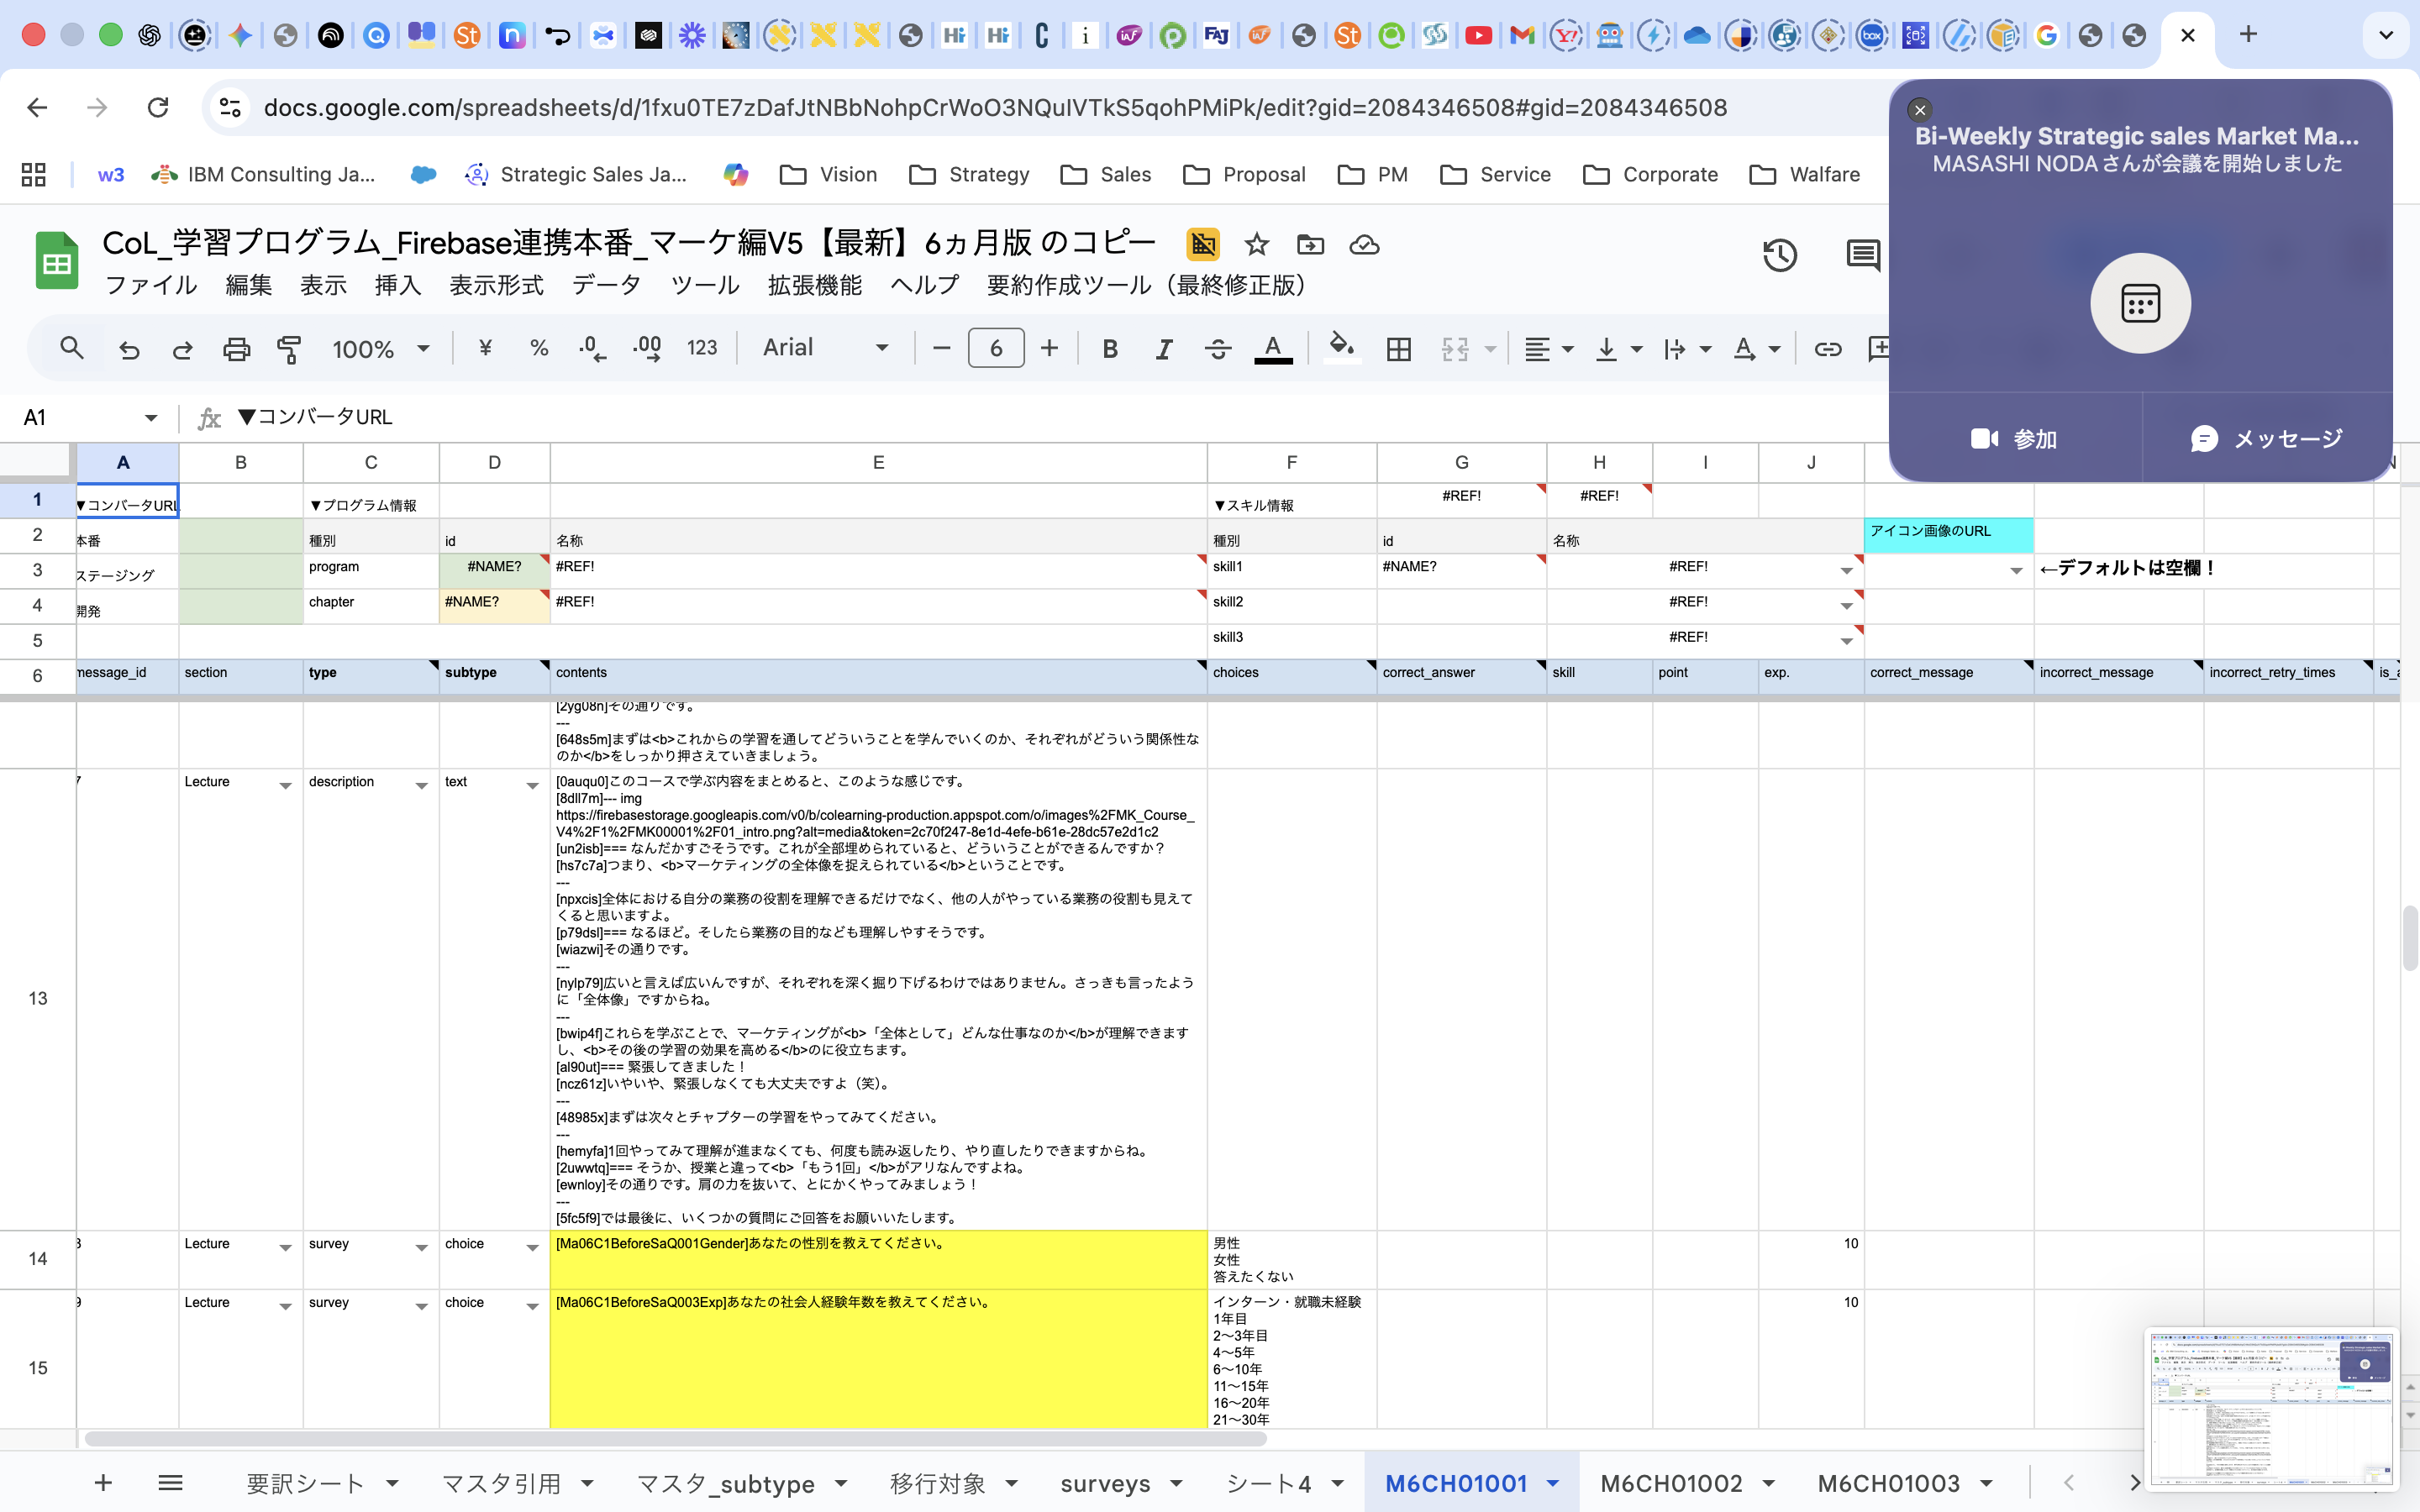 docs.google.com/spreadsheets/d/1fxu0TE7zDafJtNBbNohpCrWoO3NQuIVTkS5qohPMiPk/edit?gid=2084346508#gid=2084346508
w3 IBM Consulting Ja... Strategic Sales Ja... Vision Strategy Sales Proposal PM Service Corporate Welfare
Bi-Weekly Strategic sales Market Ma...
MASASHI NODAさんが会議を開始しました
参加 メッセージ
CoL_学習プログラム_Firebase連携本番_マーケ編V5【最新】6ヵ月版 のコピー
ファイル 編集 表示 挿入 表示形式 データ ツール 拡張機能 ヘルプ 要約作成ツール（最終修正版）
100% ¥ % .0 .00 123 Arial 6 B I A
A1 fx ▼コンバータURL
A B C D E F G H I J
1 ▼コンバータURL ▼プログラム情報 ▼スキル情報 #REF! #REF!
2 本番 種別 id 名称 種別 id 名称 アイコン画像のURL
3 ステージング program #NAME? #REF! skill1 #NAME? #REF! ←デフォルトは空欄！
4 開発 chapter #NAME? #REF! skill2 #REF!
5 skill3 #REF!
6 message_id section type subtype contents choices correct_answer skill point exp. correct_message incorrect_message incorrect_retry_times
[2yg08n]その通りです。
---
[648s5m]まずは<b>これからの学習を通してどういうことを学んでいくのか、それぞれがどういう関係性な
のか</b>をしっかり押さえていきましょう。
13 7 Lecture description text
[0auqu0]このコースで学ぶ内容をまとめると、このような感じです。
[8dll7m]--- img
https://firebasestorage.googleapis.com/v0/b/colearning-production.appspot.com/o/images%2FMK_Course_
V4%2F1%2FMK00001%2F01_intro.png?alt=media&token=2c70f247-8e1d-4efe-b61e-28dc57e2d1c2
[un2isb]=== なんだかすごそうです。これが全部埋められていると、どういうことができるんですか？
[hs7c7a]つまり、<b>マーケティングの全体像を捉えられている</b>ということです。
---
[npxcis]全体における自分の業務の役割を理解できるだけでなく、他の人がやっている業務の役割も見えて
くると思いますよ。
[p79dsl]=== なるほど。そしたら業務の目的なども理解しやすそうです。
[wiazwi]その通りです。
---
[nylp79]広いと言えば広いんですが、それぞれを深く掘り下げるわけではありません。さっきも言ったよう
に「全体像」ですからね。
---
[bwip4f]これらを学ぶことで、マーケティングが<b>「全体として」どんな仕事なのか</b>が理解できます
し、<b>その後の学習の効果を高める</b>のに役立ちます。
[al90ut]=== 緊張してきました！
[ncz61z]いやいや、緊張しなくても大丈夫ですよ（笑）。
---
[48985x]まずは次々とチャプターの学習をやってみてください。
---
[hemyfa]1回やってみて理解が進まなくても、何度も読み返したり、やり直したりできますからね。
[2uwwtq]=== そうか、授業と違って<b>「もう1回」</b>がアリなんですよね。
[ewnloy]その通りです。肩の力を抜いて、とにかくやってみましょう！
---
[5fc5f9]では最後に、いくつかの質問にご回答をお願いいたします。
14 Lecture survey choice [Ma06C1BeforeSaQ001Gender]あなたの性別を教えてください。 男性 10
女性
答えたくない
15 9 Lecture survey choice [Ma06C1BeforeSaQ003Exp]あなたの社会人経験年数を教えてください。 インターン・就職未経験 10
1年目
2〜3年目
4〜5年
6〜10年
11〜15年
16〜20年
21〜30年
要訳シート マスタ引用 マスタ_subtype 移行対象 surveys シート4 M6CH01001 M6CH01002 M6CH01003